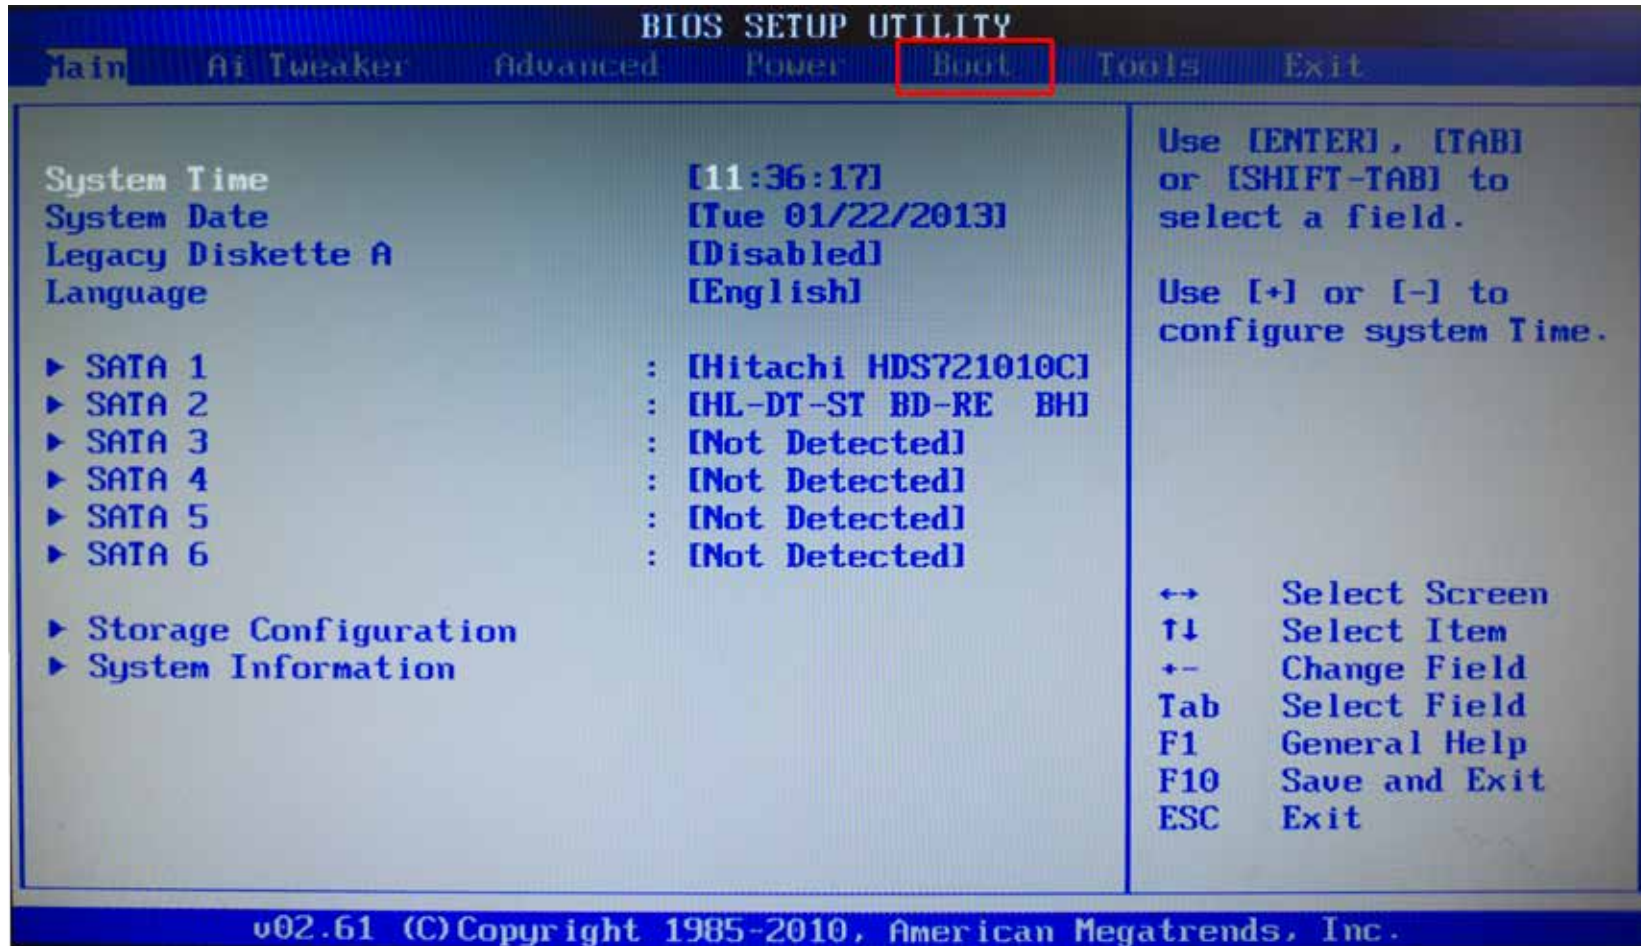 BIOS SETUP UTILITY
Main Ai Tweaker Advanced Power Boot Tools Exit
System Time [11:36:17]
System Date [Tue 01/22/2013]
Legacy Diskette A [Disabled]
Language [English]
► SATA 1 : [Hitachi HDS721010C]
► SATA 2 : [HL-DT-ST BD-RE BH]
► SATA 3 : [Not Detected]
► SATA 4 : [Not Detected]
► SATA 5 : [Not Detected]
► SATA 6 : [Not Detected]
► Storage Configuration
► System Information
Use [ENTER], [TAB]
or [SHIFT-TAB] to
select a field.
Use [+] or [-] to
configure system Time.
←→ Select Screen
↑↓ Select Item
+- Change Field
Tab Select Field
F1 General Help
F10 Save and Exit
ESC Exit
v02.61 (C)Copyright 1985-2010, American Megatrends, Inc.